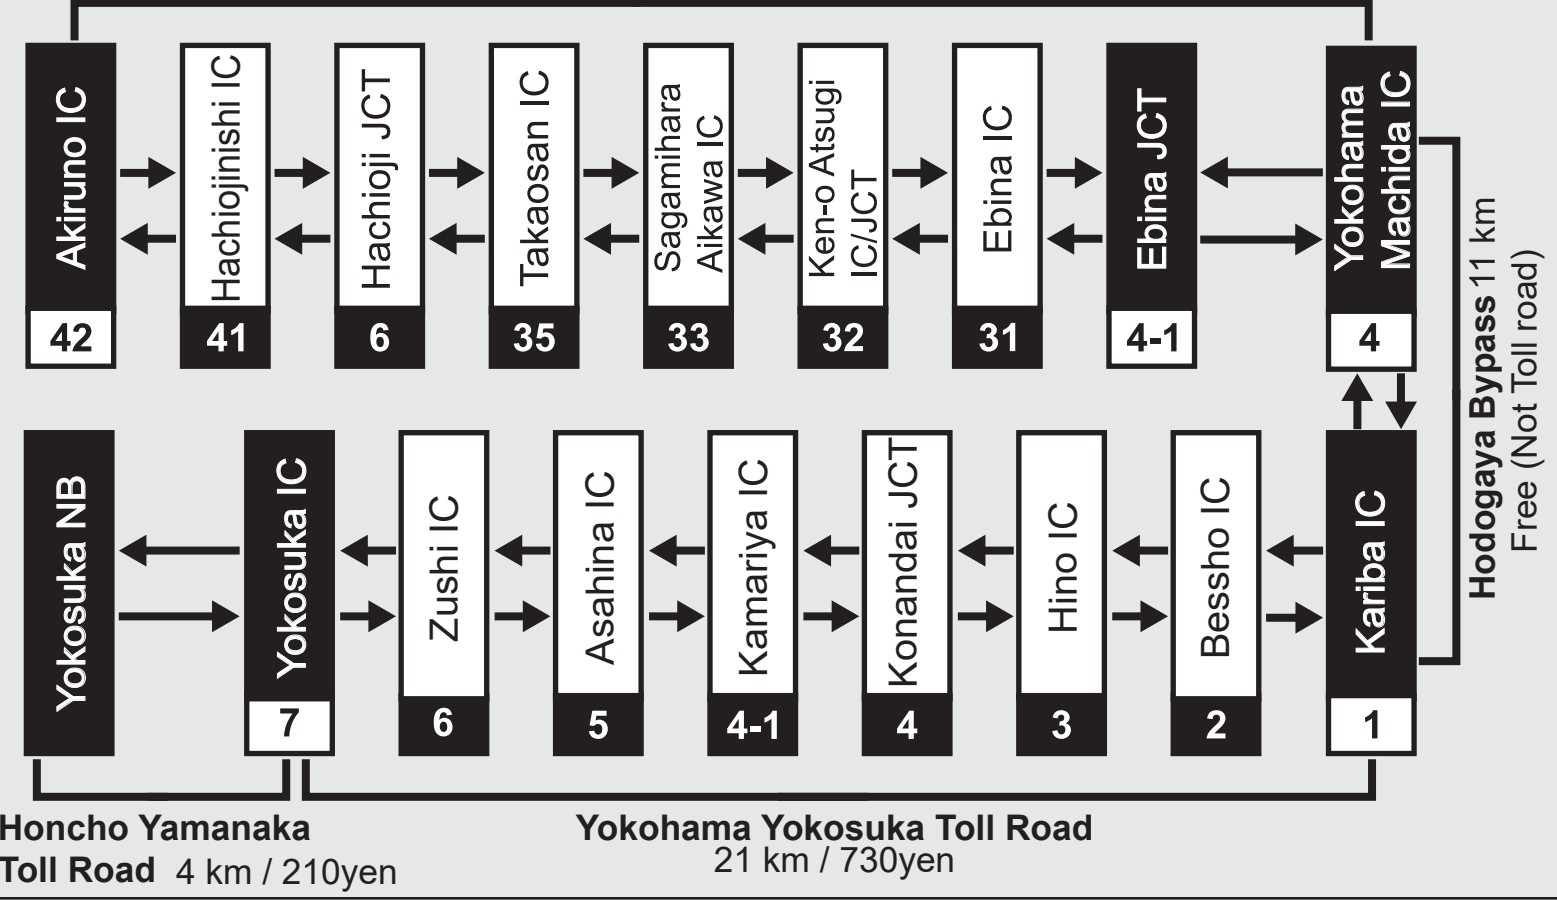 Akiruno IC
42
Hachiojinishi IC
41
Hachioji JCT
6
Takaosan IC
35
Sagamihara
Aikawa IC
33
Ken-o Atsugi
IC/JCT
32
Ebina IC
31
Ebina JCT
4-1
Yokohama
Machida IC
4
Hodogaya Bypass 11 km
Free (Not Toll road)
Yokosuka NB
Yokosuka IC
7
Zushi IC
6
Asahina IC
5
Kamariya IC
4-1
Konandai JCT
4
Hino IC
3
Bessho IC
2
Kariba IC
1
Honcho Yamanaka
Toll Road 4 km / 210yen
Yokohama Yokosuka Toll Road
21 km / 730yen